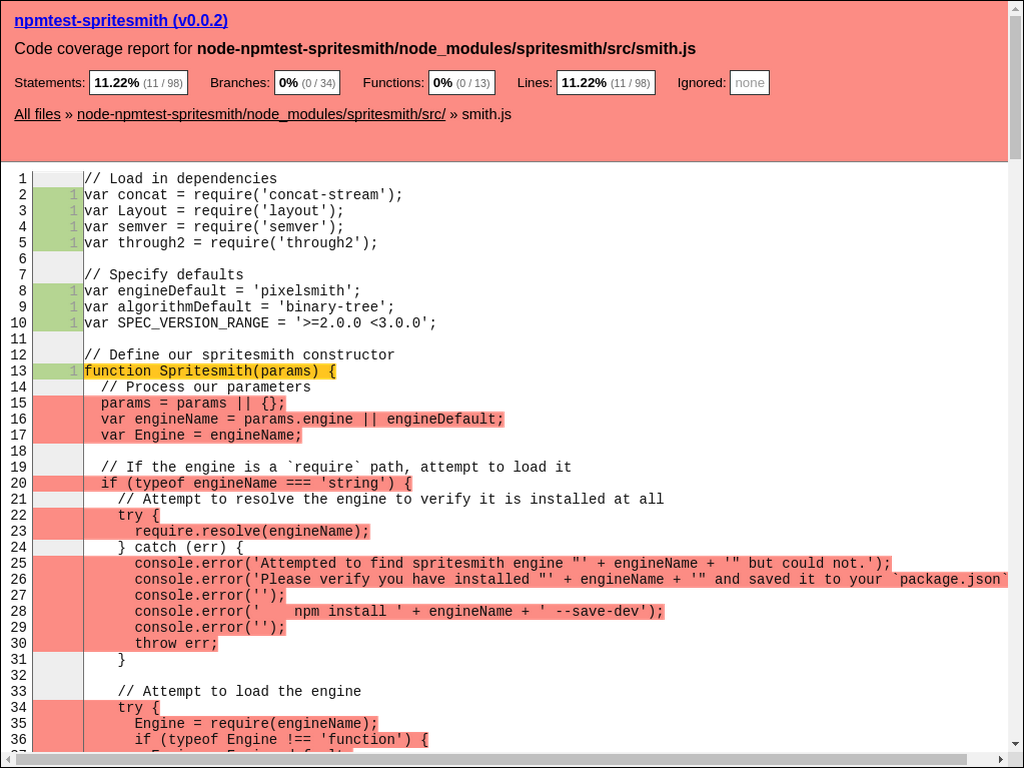 npmtest-spritesmith (v0.0.2)
Code coverage report for node-npmtest-spritesmith/node_modules/spritesmith/src/smith.js
Statements: 11.22% (11 / 98) Branches: 0% (0 / 34) Functions: 0% (0 / 13) Lines: 11.22% (11 / 98) Ignored: none
All files » node-npmtest-spritesmith/node_modules/spritesmith/src/ » smith.js
1 // Load in dependencies
2 1 var concat = require('concat-stream');
3 1 var Layout = require('layout');
4 1 var semver = require('semver');
5 1 var through2 = require('through2');
6
7 // Specify defaults
8 1 var engineDefault = 'pixelsmith';
9 1 var algorithmDefault = 'binary-tree';
10 1 var SPEC_VERSION_RANGE = '>=2.0.0 <3.0.0';
11
12 // Define our spritesmith constructor
13 1 function Spritesmith(params) {
14 // Process our parameters
15 params = params || {};
16 var engineName = params.engine || engineDefault;
17 var Engine = engineName;
18
19 // If the engine is a `require` path, attempt to load it
20 if (typeof engineName === 'string') {
21 // Attempt to resolve the engine to verify it is installed at all
22 try {
23 require.resolve(engineName);
24 } catch (err) {
25 console.error('Attempted to find spritesmith engine "' + engineName + '" but could not.');
26 console.error('Please verify you have installed "' + engineName + '" and saved it to your `package.json`
27 console.error('');
28 console.error('    npm install ' + engineName + ' --save-dev');
29 console.error('');
30 throw err;
31 }
32
33 // Attempt to load the engine
34 try {
35 Engine = require(engineName);
36 if (typeof Engine !== 'function') {